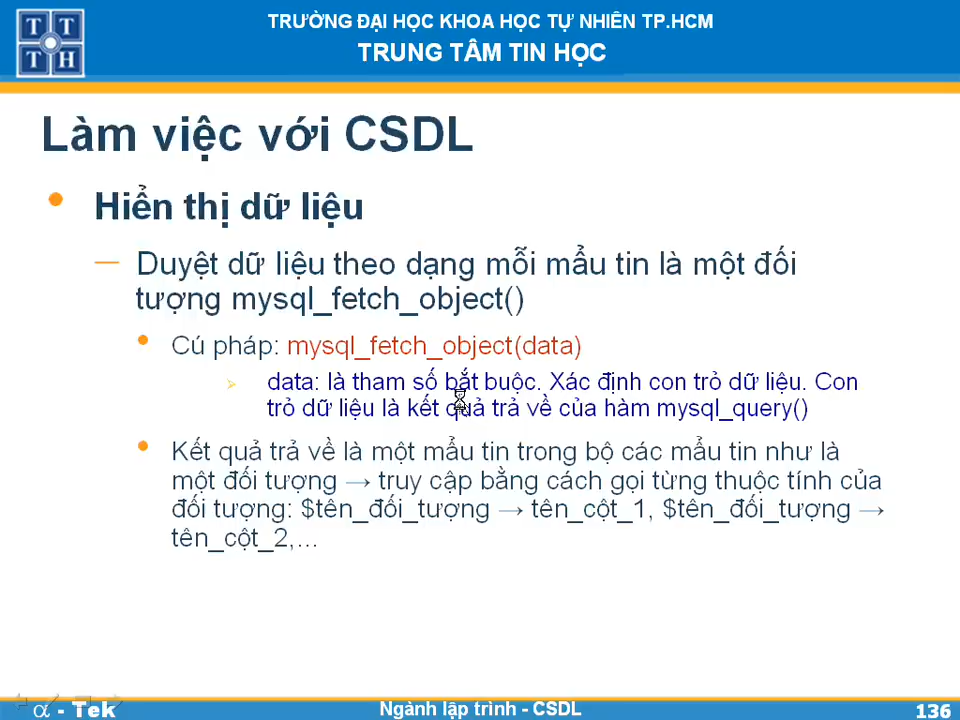 TRƯỜNG ĐẠI HỌC KHOA HỌC TỰ NHIÊN TP.HCM
TRUNG TÂM TIN HỌC
T T
T H
Làm việc với CSDL
Hiển thị dữ liệu
Duyệt dữ liệu theo dạng mỗi mẩu tin là một đối
tượng mysql_fetch_object()
Cú pháp: mysql_fetch_object(data)
data: là tham số bắt buộc. Xác định con trỏ dữ liệu. Con
trỏ dữ liệu là kết quả trả về của hàm mysql_query()
Kết quả trả về là một mẩu tin trong bộ các mẩu tin như là
một đối tượng → truy cập bằng cách gọi từng thuộc tính của
đối tượng: $tên_đối_tượng → tên_cột_1, $tên_đối_tượng →
tên_cột_2,...
α - Tek
Ngành lập trình - CSDL
136